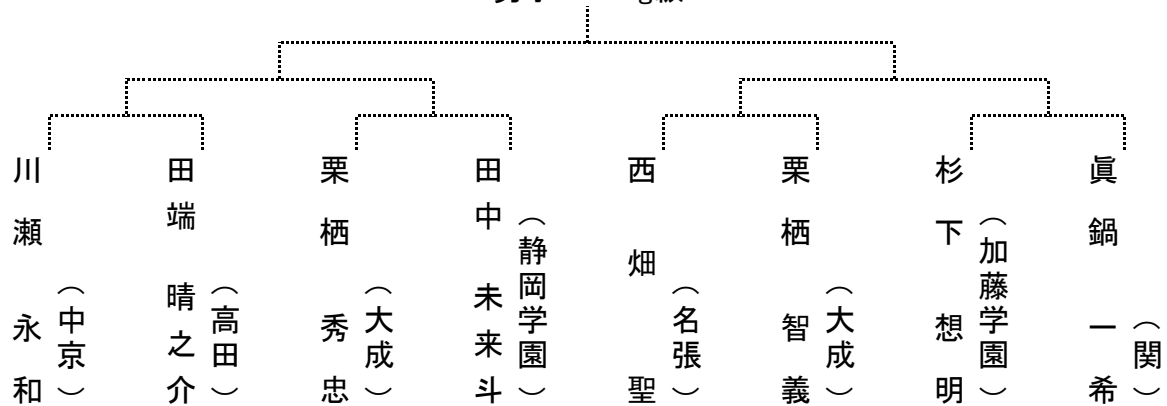 川瀬 永和
（中京）
田端 晴之介
（高田）
栗栖 秀忠
（大成）
田中 未来斗
（静岡学園）
西畑 聖
（名張）
栗栖 智義
（大成）
杉下 想明
（加藤学園）
眞鍋 一希
（関）